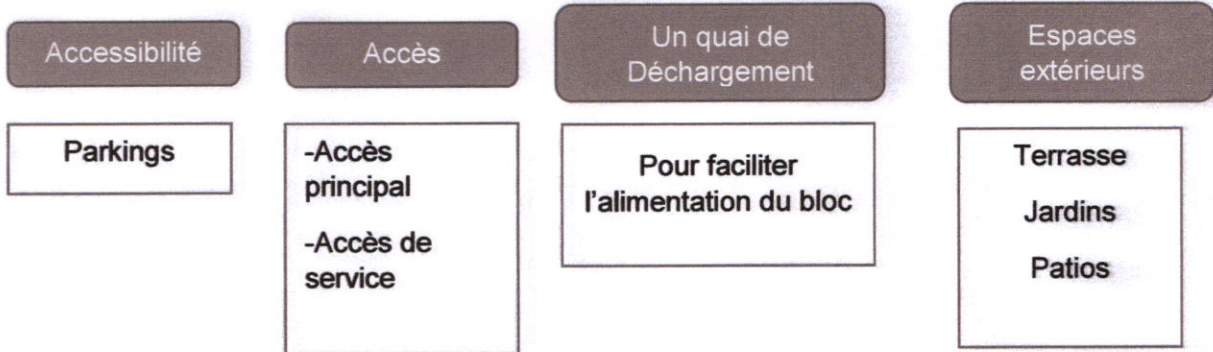 Accessibilité
Parkings
Accès
-Accès
principal
-Accès de
service
Un quai de
Déchargement
Pour faciliter
l'alimentation du bloc
Espaces
extérieurs
Terrasse
Jardins
Patios